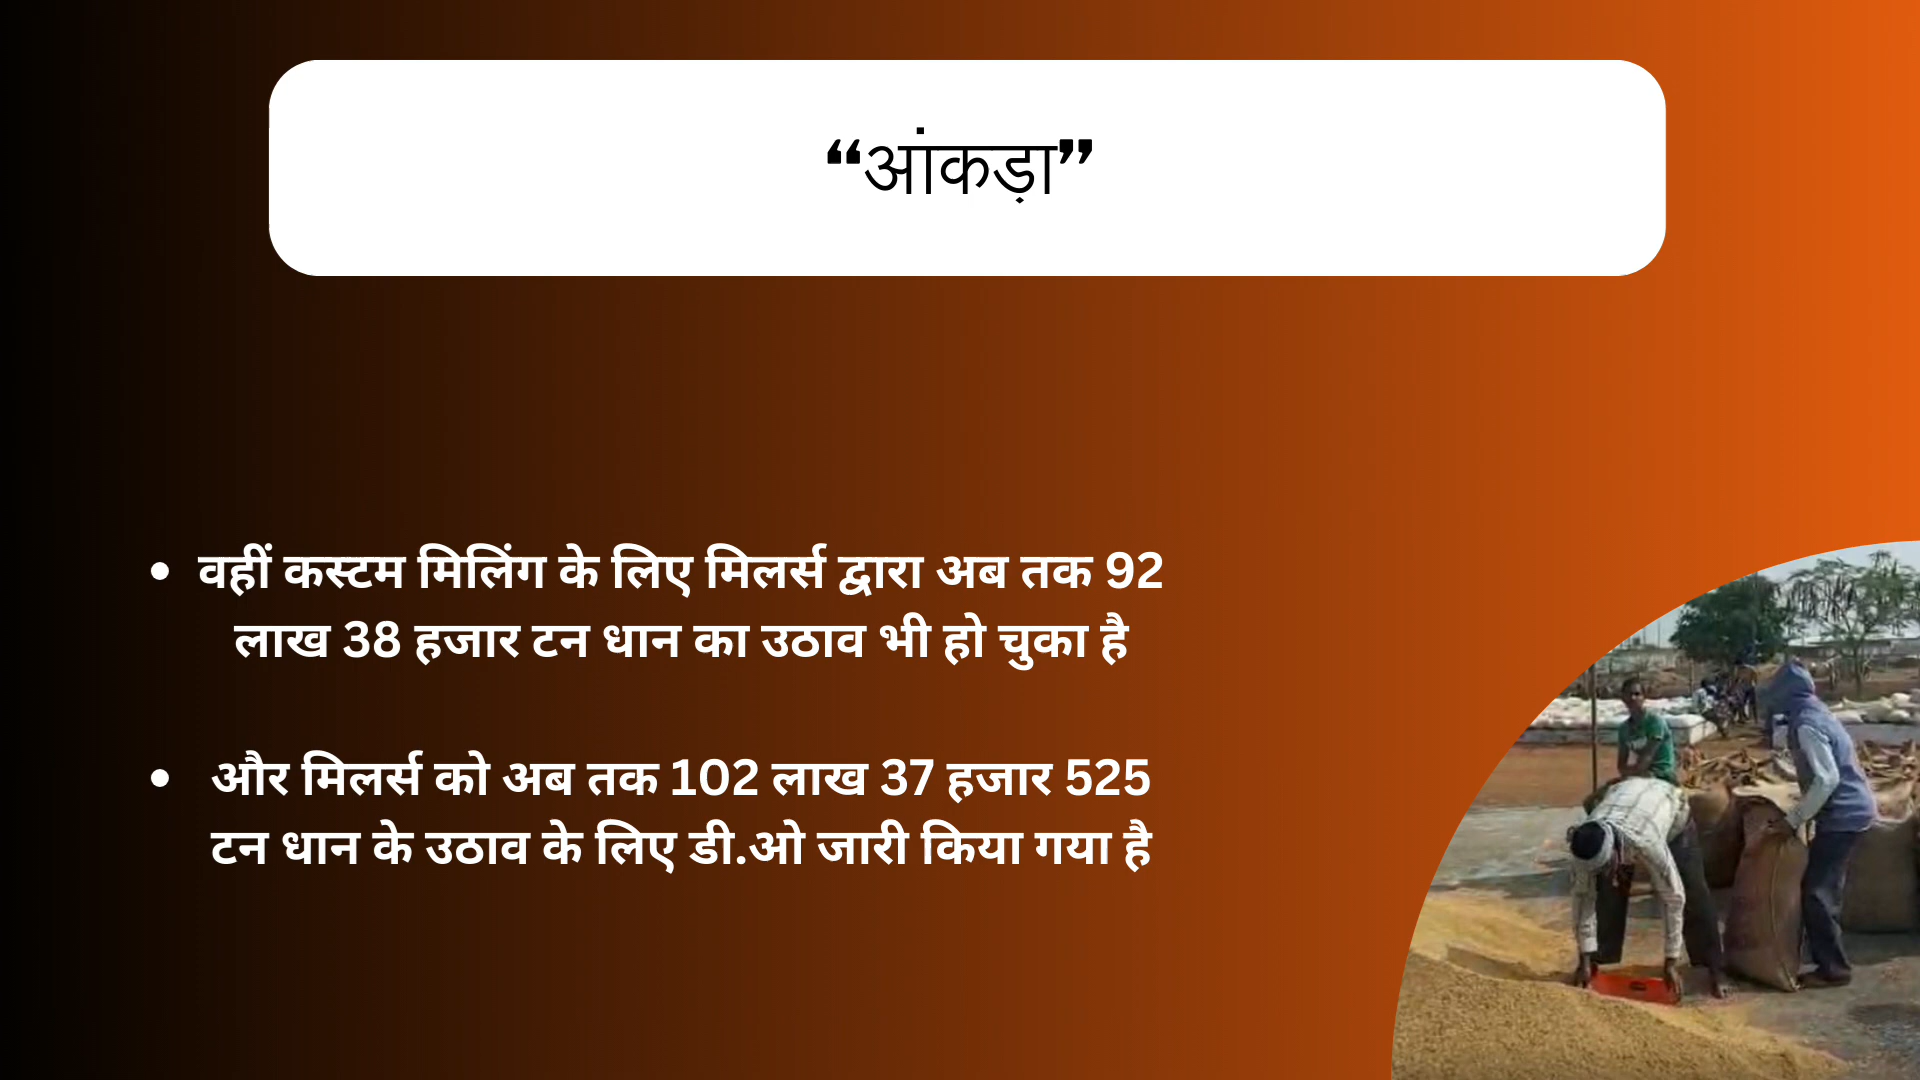 “आंकड़ा”
• वहीं कस्टम मिलिंग के लिए मिलर्स द्वारा अब तक 92
लाख 38 हजार टन धान का उठाव भी हो चुका है
• और मिलर्स को अब तक 102 लाख 37 हजार 525
टन धान के उठाव के लिए डी.ओ जारी किया गया है